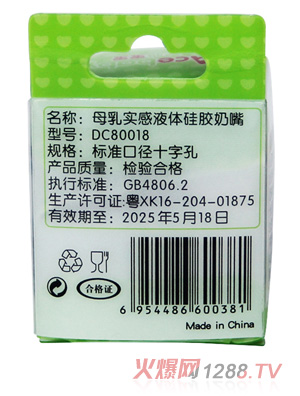 名称：母乳实感液体硅胶奶嘴
型号：DC80018
规格：标准口径十字孔
产品质量：检验合格
执行标准：GB4806.2
生产许可证:粤XK16-204-01875
有效期至：2025年5月18日
合格证
6 954486 600381
Made in China
火爆网1288.TV